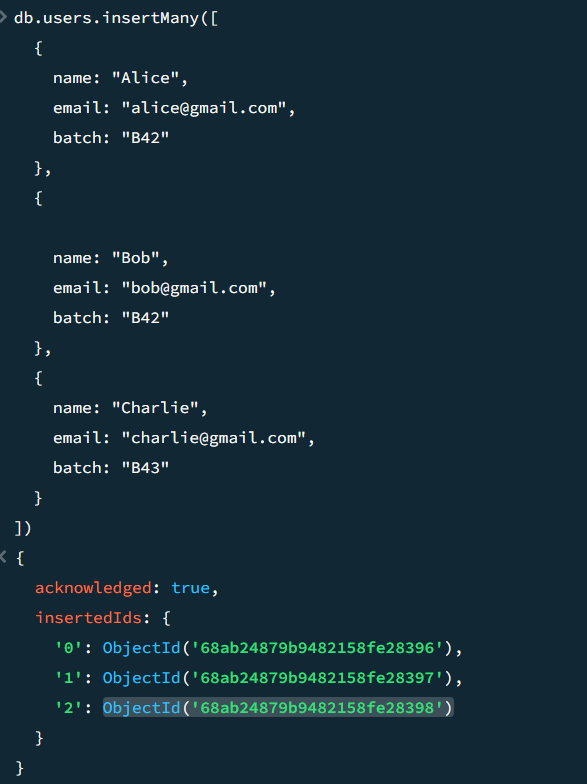 db.users.insertMany([
{
name: "Alice",
email: "alice@gmail.com",
batch: "B42"
},
{
name: "Bob",
email: "bob@gmail.com",
batch: "B42"
},
{
name: "Charlie",
email: "charlie@gmail.com",
batch: "B43"
}
])
{
acknowledged: true,
insertedIds: {
'0': ObjectId('68ab24879b9482158fe28396'),
'1': ObjectId('68ab24879b9482158fe28397'),
'2': ObjectId('68ab24879b9482158fe28398')
}
}